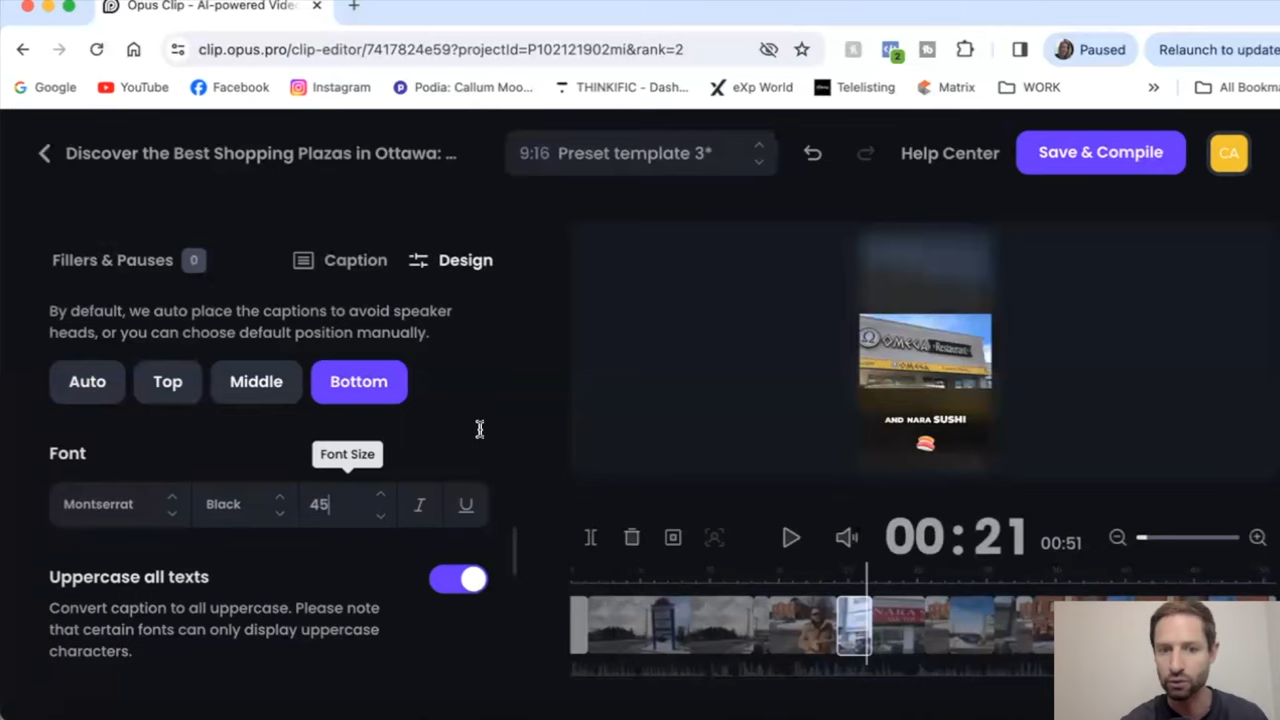 Opus Clip - AI-powered Vide
clip.opus.pro/clip-editor/7417824e59?projectId=P102121902mi&rank=2
2
Paused
Relaunch to update
Google
YouTube
Facebook
Instagram
Podia: Callum Moo...
THINKIFIC - Dash...
eXp World
Telelisting
Matrix
WORK
»
All Bookma
Discover the Best Shopping Plazas in Ottawa: ...
9:16 Preset template 3*
Help Center
Save & Compile
CA
Fillers & Pauses 0
Caption
Design
By default, we auto place the captions to avoid speaker
heads, or you can choose default position manually.
Auto
Top
Middle
Bottom
Font
Font Size
Montserrat
Black
45
I
U
Uppercase all texts
Convert caption to all uppercase. Please note
that certain fonts can only display uppercase
characters.
OMEGA Restaurant
OMEGA
AND NARA SUSHI
00:21
00:51
NARA